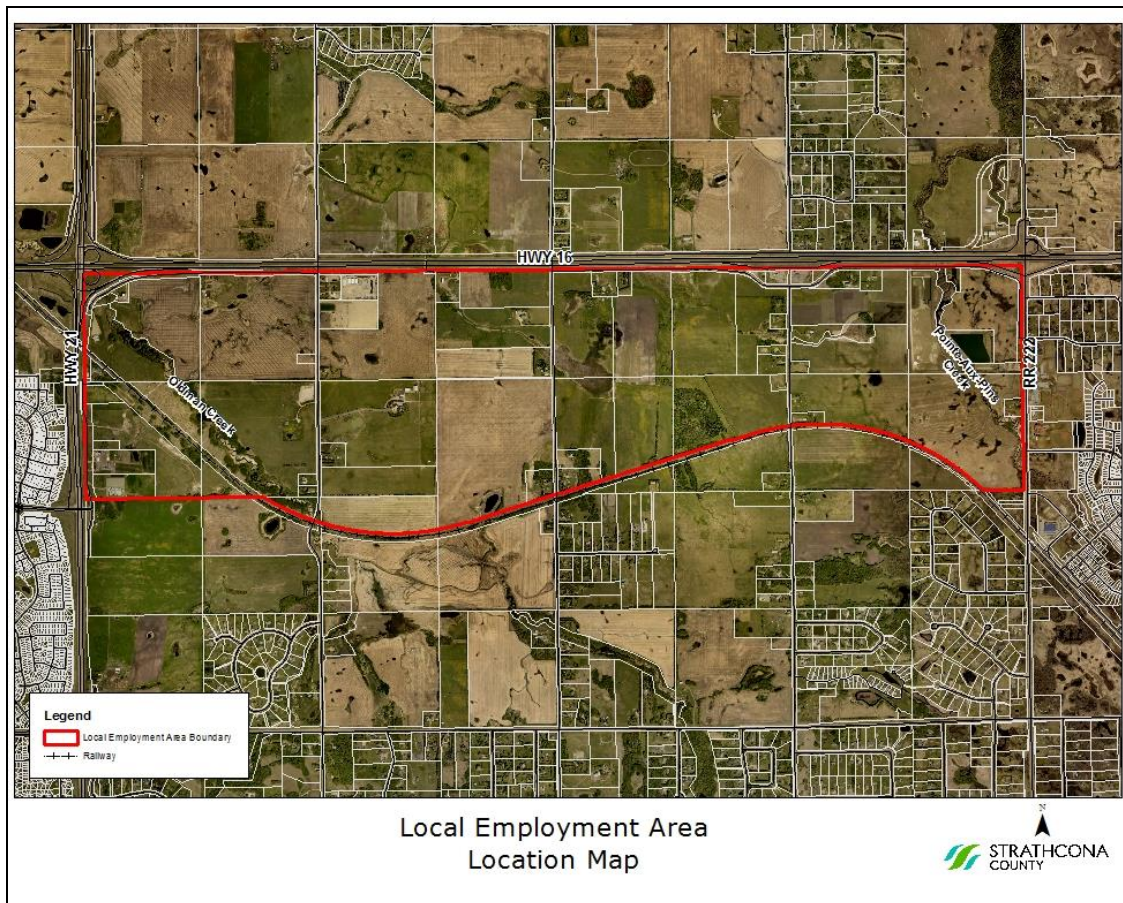 HWY 16
HWY 21
Oldman Creek
Pointe-Aux-Pins
Creek
RR 222
Legend
Local Employment Area Boundary
Railway
Local Employment Area
Location Map
N
STRATHCONA
COUNTY